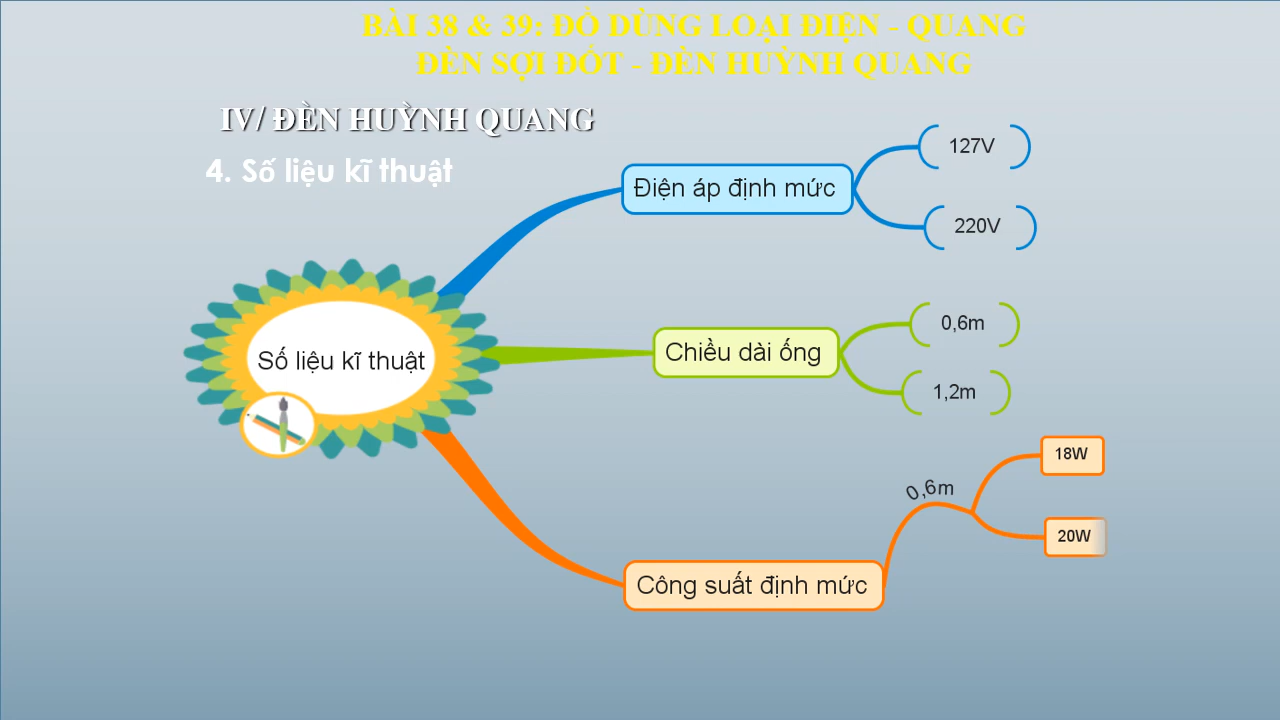 BÀI 38 & 39: ĐỒ DÙNG LOẠI ĐIỆN - QUANG
ĐÈN SỢI ĐỐT - ĐÈN HUỲNH QUANG
IV/ ĐÈN HUỲNH QUANG
4. Số liệu kĩ thuật
Số liệu kĩ thuật
Điện áp định mức
127V
220V
Chiều dài ống
0,6m
1,2m
Công suất định mức
0,6m
18W
20W